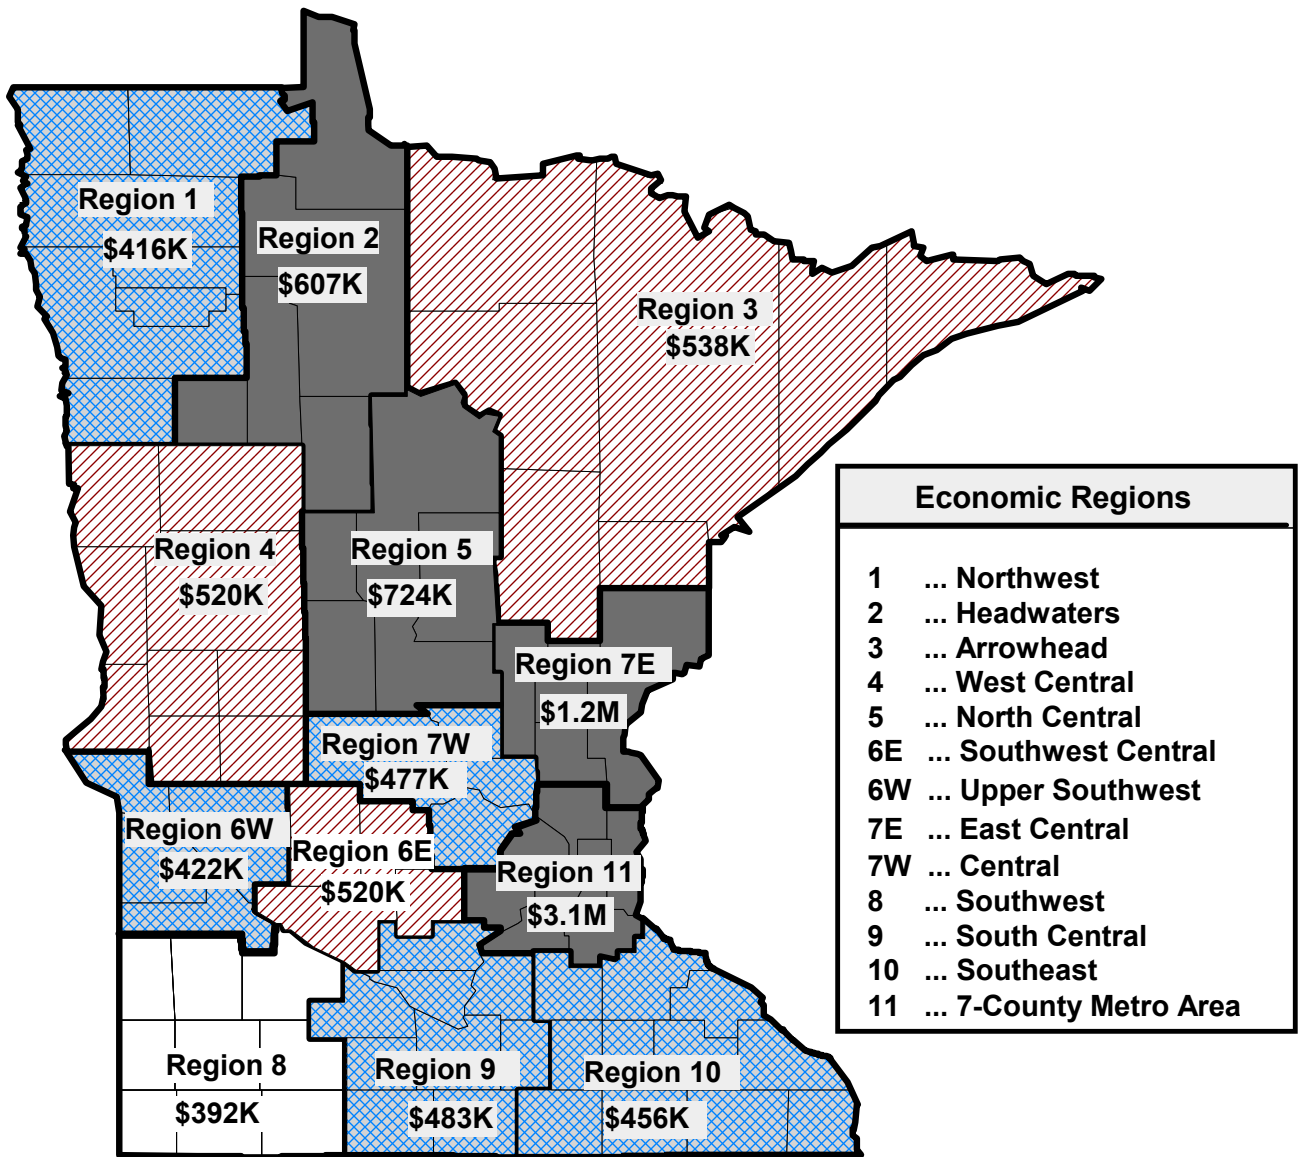 Region 1
$416K
Region 2
$607K
Region 3
$538K
Region 4
$520K
Region 5
$724K
Region 7E
$1.2M
Region 7W
$477K
Region 6W
$422K
Region 6E
$520K
Region 11
$3.1M
Region 8
$392K
Region 9
$483K
Region 10
$456K
Economic Regions
1 ... Northwest
2 ... Headwaters
3 ... Arrowhead
4 ... West Central
5 ... North Central
6E ... Southwest Central
6W ... Upper Southwest
7E ... East Central
7W ... Central
8 ... Southwest
9 ... South Central
10 ... Southeast
11 ... 7-County Metro Area